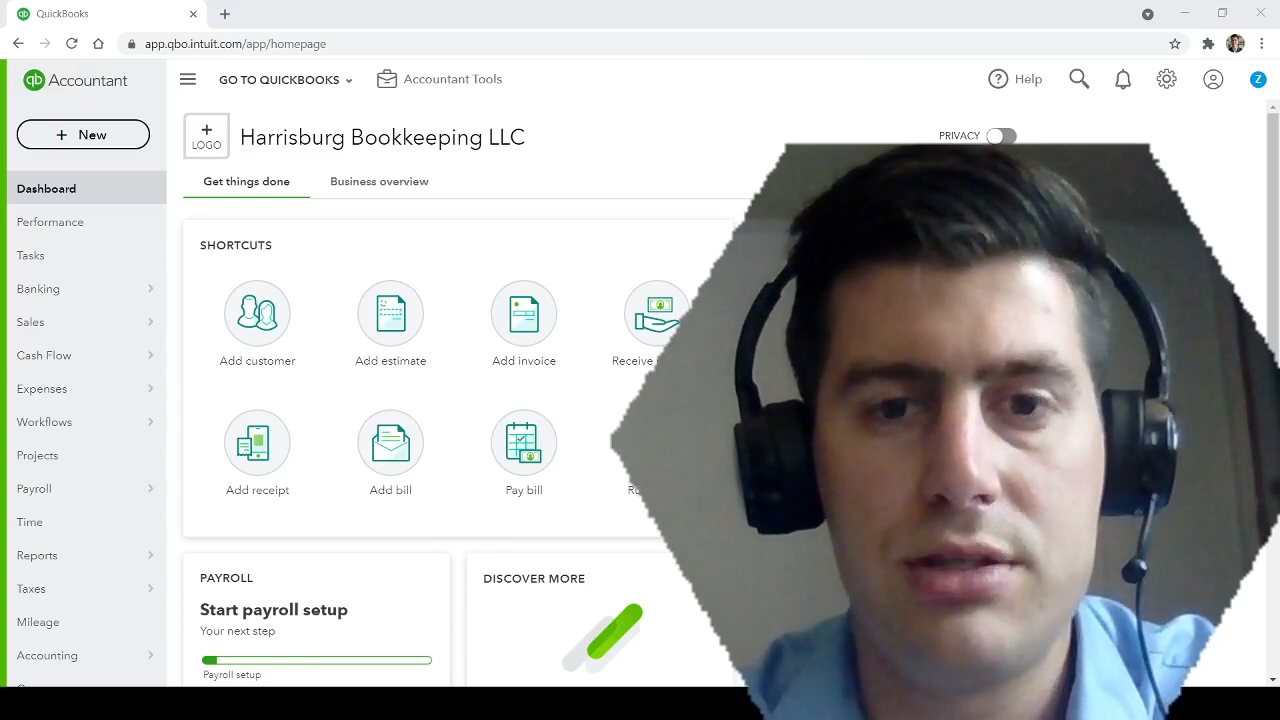 QuickBooks
app.qbo.intuit.com/app/homepage
qb Accountant
GO TO QUICKBOOKS
Accountant Tools
Help
Z
+ New
+
LOGO
Harrisburg Bookkeeping LLC
PRIVACY
Get things done
Business overview
Dashboard
Performance
Tasks
Banking
Sales
Cash Flow
Expenses
Workflows
Projects
Payroll
Time
Reports
Taxes
Mileage
Accounting
SHORTCUTS
Add customer
Add estimate
Add invoice
Receive
Add receipt
Add bill
Pay bill
PAYROLL
Start payroll setup
Your next step
Payroll setup
DISCOVER MORE